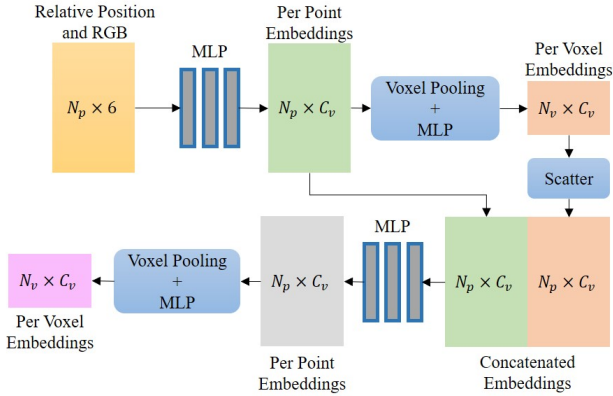 Relative Position
and RGB
MLP
Per Point
Embeddings
Per Voxel
Embeddings
N_p × 6
N_p × C_v
Voxel Pooling
+
MLP
N_v × C_v
Scatter
MLP
N_v × C_v
Voxel Pooling
+
MLP
N_p × C_v
N_p × C_v
N_p × C_v
Per Voxel
Embeddings
Per Point
Embeddings
Concatenated
Embeddings